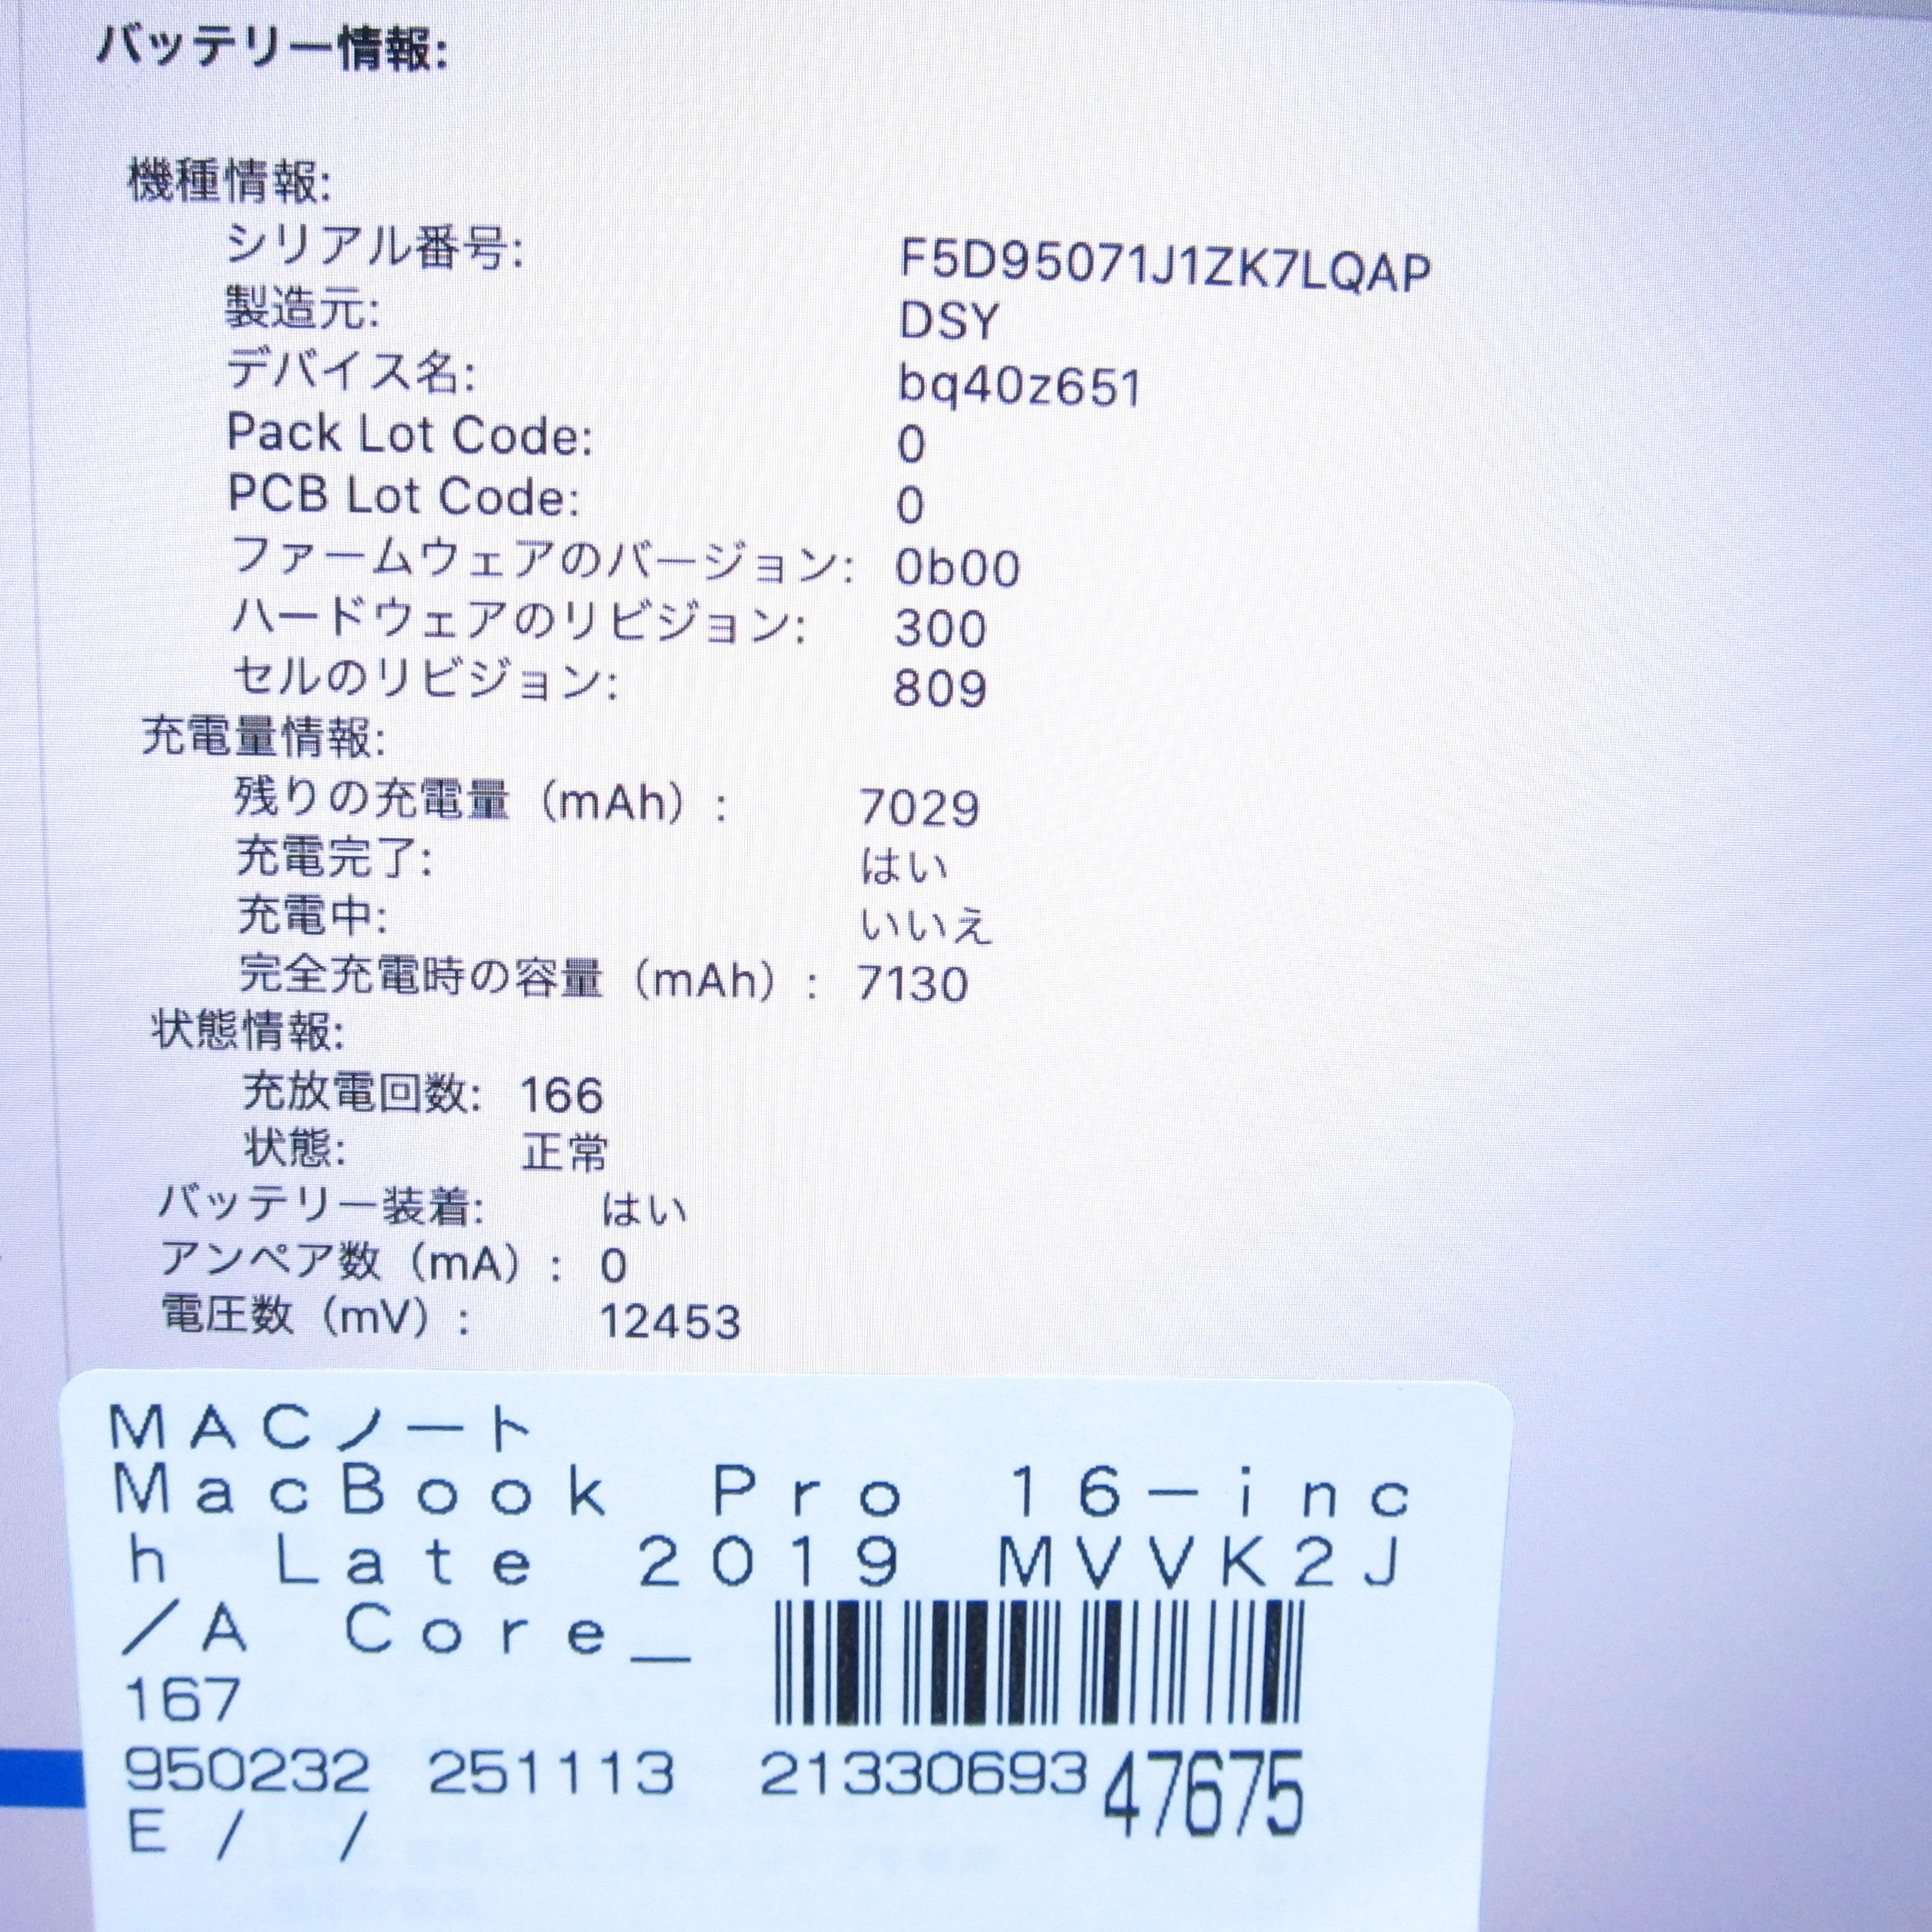 バッテリー情報:
機種情報:
シリアル番号: F5D95071J1ZK7LQAP
製造元: DSY
デバイス名: bq40z651
Pack Lot Code: 0
PCB Lot Code: 0
ファームウェアのバージョン: 0b00
ハードウェアのリビジョン: 300
セルのリビジョン: 809
充電量情報:
残りの充電量（mAh）: 7029
充電完了: はい
充電中: いいえ
完全充電時の容量（mAh）: 7130
状態情報:
充放電回数: 166
状態: 正常
バッテリー装着: はい
アンペア数（mA）: 0
電圧数（mV）: 12453
ＭＡＣノート
ＭａｃＢｏｏｋ　Ｐｒｏ　１６－ｉｎｃ
ｈ　Ｌａｔｅ　２０１９　ＭＶＶＫ２Ｊ
／Ａ　Ｃｏｒｅ＿
167
950232 251113 21330693 47675
E / /